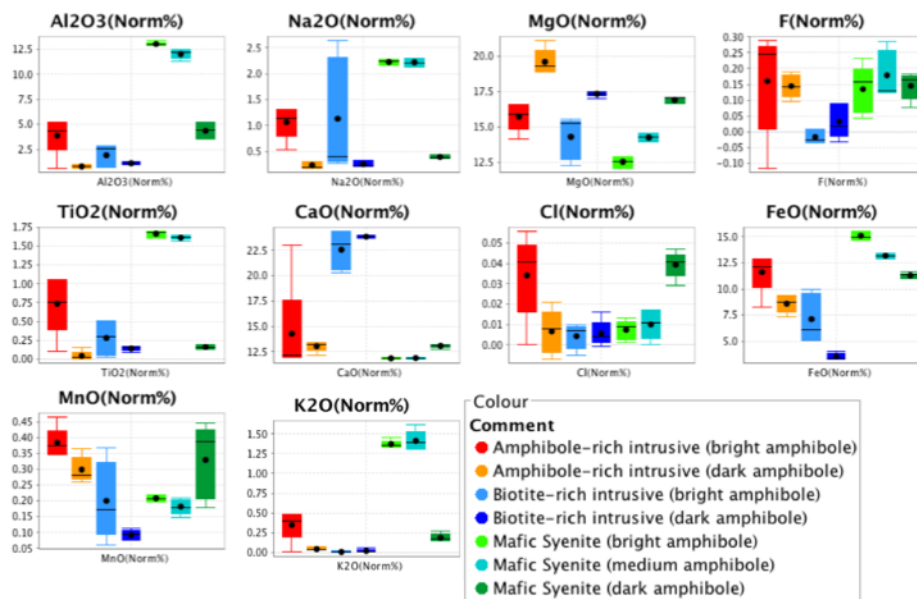 Al2O3(Norm%)
12.5
10.0
7.5
5.0
2.5
Al2O3(Norm%)
Na2O(Norm%)
2.5
2.0
1.5
1.0
0.5
Na2O(Norm%)
MgO(Norm%)
20.0
17.5
15.0
12.5
MgO(Norm%)
F(Norm%)
0.30
0.25
0.20
0.15
0.10
0.05
0.00
-0.05
-0.10
F(Norm%)
TiO2(Norm%)
1.75
1.50
1.25
1.00
0.75
0.50
0.25
0.00
TiO2(Norm%)
CaO(Norm%)
22.5
20.0
17.5
15.0
12.5
CaO(Norm%)
Cl(Norm%)
0.05
0.04
0.03
0.02
0.01
0.00
Cl(Norm%)
FeO(Norm%)
15.0
12.5
10.0
7.5
5.0
FeO(Norm%)
MnO(Norm%)
0.45
0.40
0.35
0.30
0.25
0.20
0.15
0.10
0.05
MnO(Norm%)
K2O(Norm%)
1.50
1.25
1.00
0.75
0.50
0.25
0.00
K2O(Norm%)
Colour
Comment
Amphibole-rich intrusive (bright amphibole)
Amphibole-rich intrusive (dark amphibole)
Biotite-rich intrusive (bright amphibole)
Biotite-rich intrusive (dark amphibole)
Mafic Syenite (bright amphibole)
Mafic Syenite (medium amphibole)
Mafic Syenite (dark amphibole)